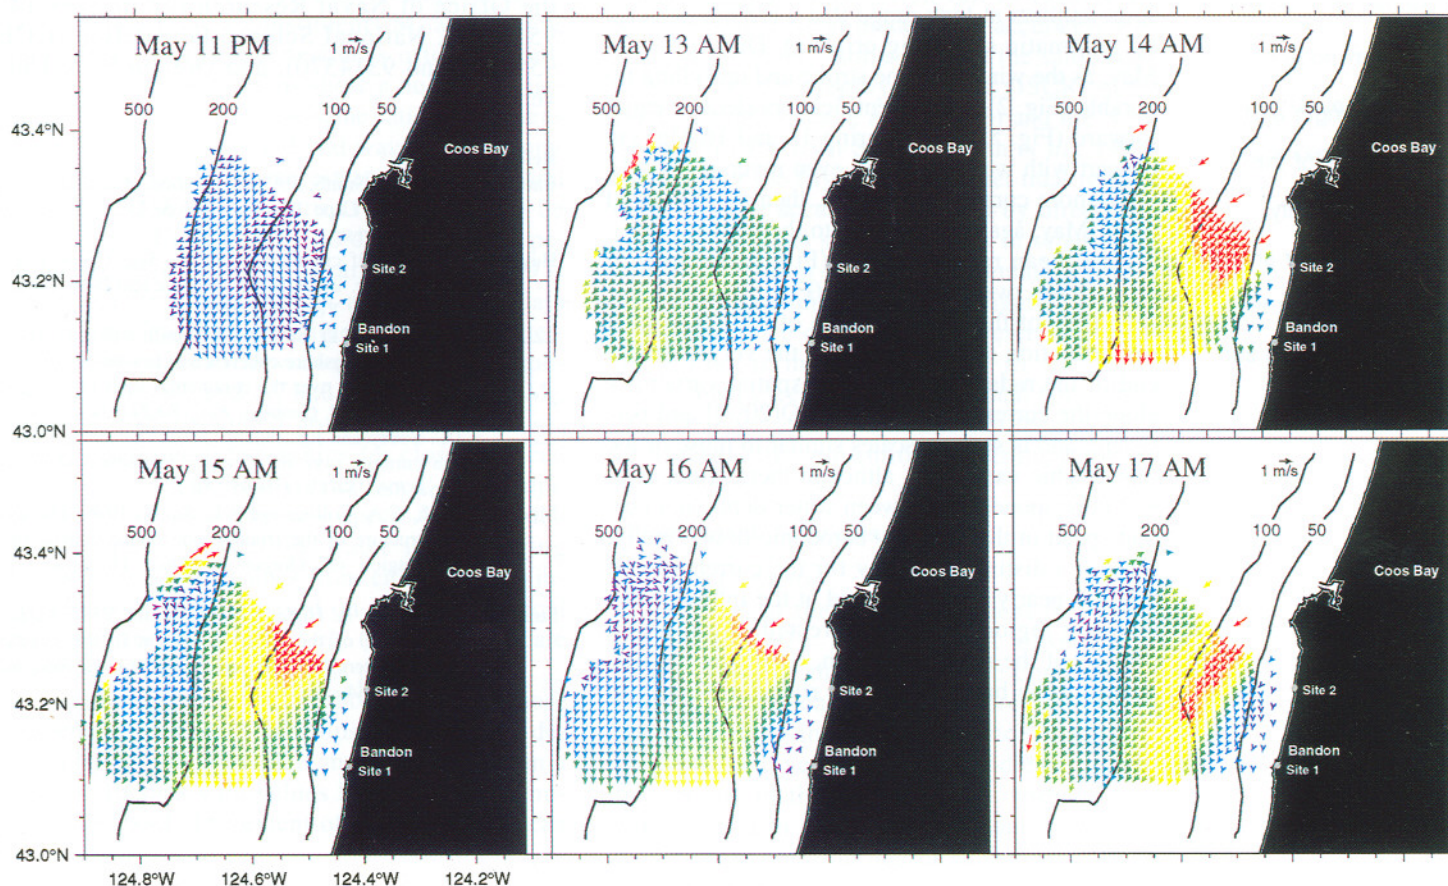 May 11 PM
1 m/s
500
200
100
50
Coos Bay
Site 2
Bandon
Site 1
43.4°N
43.2°N
43.0°N
May 13 AM
1 m/s
500
200
100
50
Coos Bay
Site 2
Bandon
Site 1
May 14 AM
1 m/s
500
200
100
50
Coos Bay
Site 2
Bandon
Site 1
May 15 AM
1 m/s
500
200
100
50
Coos Bay
Site 2
Bandon
Site 1
43.4°N
43.2°N
43.0°N
124.8°W
124.6°W
124.4°W
124.2°W
May 16 AM
1 m/s
500
200
100
50
Coos Bay
Site 2
Bandon
Site 1
May 17 AM
1 m/s
500
200
100
50
Coos Bay
Site 2
Bandon
Site 1